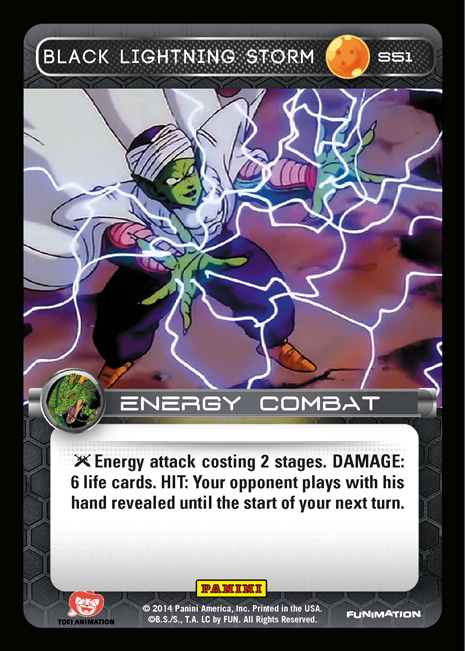 BLACK LIGHTNING STORM S51
ENERGY COMBAT
Energy attack costing 2 stages. DAMAGE:
6 life cards. HIT: Your opponent plays with his
hand revealed until the start of your next turn.
PANINI
TOEI ANIMATION
© 2014 Panini America, Inc. Printed in the USA.
©B.S./S., T.A. LC by FUN. All Rights Reserved.
FUNIMATION